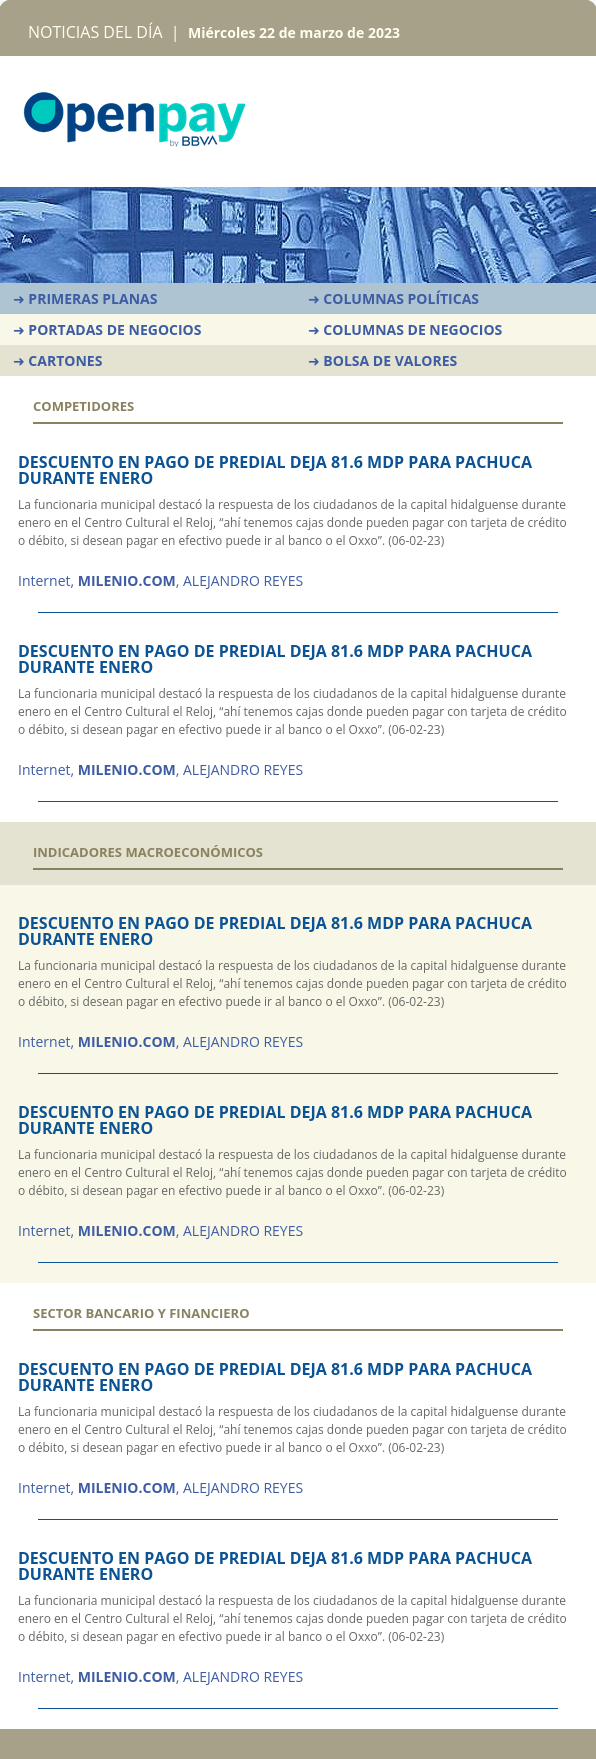 NOTICIAS DEL DÍA | Miércoles 22 de marzo de 2023
Openpay
by BBVA
➜ PRIMERAS PLANAS
➜ COLUMNAS POLÍTICAS
➜ PORTADAS DE NEGOCIOS
➜ COLUMNAS DE NEGOCIOS
➜ CARTONES
➜ BOLSA DE VALORES
COMPETIDORES
DESCUENTO EN PAGO DE PREDIAL DEJA 81.6 MDP PARA PACHUCA
DURANTE ENERO
La funcionaria municipal destacó la respuesta de los ciudadanos de la capital hidalguense durante
enero en el Centro Cultural el Reloj, “ahí tenemos cajas donde pueden pagar con tarjeta de crédito
o débito, si desean pagar en efectivo puede ir al banco o el Oxxo”. (06-02-23)
Internet, MILENIO.COM, ALEJANDRO REYES
DESCUENTO EN PAGO DE PREDIAL DEJA 81.6 MDP PARA PACHUCA
DURANTE ENERO
La funcionaria municipal destacó la respuesta de los ciudadanos de la capital hidalguense durante
enero en el Centro Cultural el Reloj, “ahí tenemos cajas donde pueden pagar con tarjeta de crédito
o débito, si desean pagar en efectivo puede ir al banco o el Oxxo”. (06-02-23)
Internet, MILENIO.COM, ALEJANDRO REYES
INDICADORES MACROECONÓMICOS
DESCUENTO EN PAGO DE PREDIAL DEJA 81.6 MDP PARA PACHUCA
DURANTE ENERO
La funcionaria municipal destacó la respuesta de los ciudadanos de la capital hidalguense durante
enero en el Centro Cultural el Reloj, “ahí tenemos cajas donde pueden pagar con tarjeta de crédito
o débito, si desean pagar en efectivo puede ir al banco o el Oxxo”. (06-02-23)
Internet, MILENIO.COM, ALEJANDRO REYES
DESCUENTO EN PAGO DE PREDIAL DEJA 81.6 MDP PARA PACHUCA
DURANTE ENERO
La funcionaria municipal destacó la respuesta de los ciudadanos de la capital hidalguense durante
enero en el Centro Cultural el Reloj, “ahí tenemos cajas donde pueden pagar con tarjeta de crédito
o débito, si desean pagar en efectivo puede ir al banco o el Oxxo”. (06-02-23)
Internet, MILENIO.COM, ALEJANDRO REYES
SECTOR BANCARIO Y FINANCIERO
DESCUENTO EN PAGO DE PREDIAL DEJA 81.6 MDP PARA PACHUCA
DURANTE ENERO
La funcionaria municipal destacó la respuesta de los ciudadanos de la capital hidalguense durante
enero en el Centro Cultural el Reloj, “ahí tenemos cajas donde pueden pagar con tarjeta de crédito
o débito, si desean pagar en efectivo puede ir al banco o el Oxxo”. (06-02-23)
Internet, MILENIO.COM, ALEJANDRO REYES
DESCUENTO EN PAGO DE PREDIAL DEJA 81.6 MDP PARA PACHUCA
DURANTE ENERO
La funcionaria municipal destacó la respuesta de los ciudadanos de la capital hidalguense durante
enero en el Centro Cultural el Reloj, “ahí tenemos cajas donde pueden pagar con tarjeta de crédito
o débito, si desean pagar en efectivo puede ir al banco o el Oxxo”. (06-02-23)
Internet, MILENIO.COM, ALEJANDRO REYES